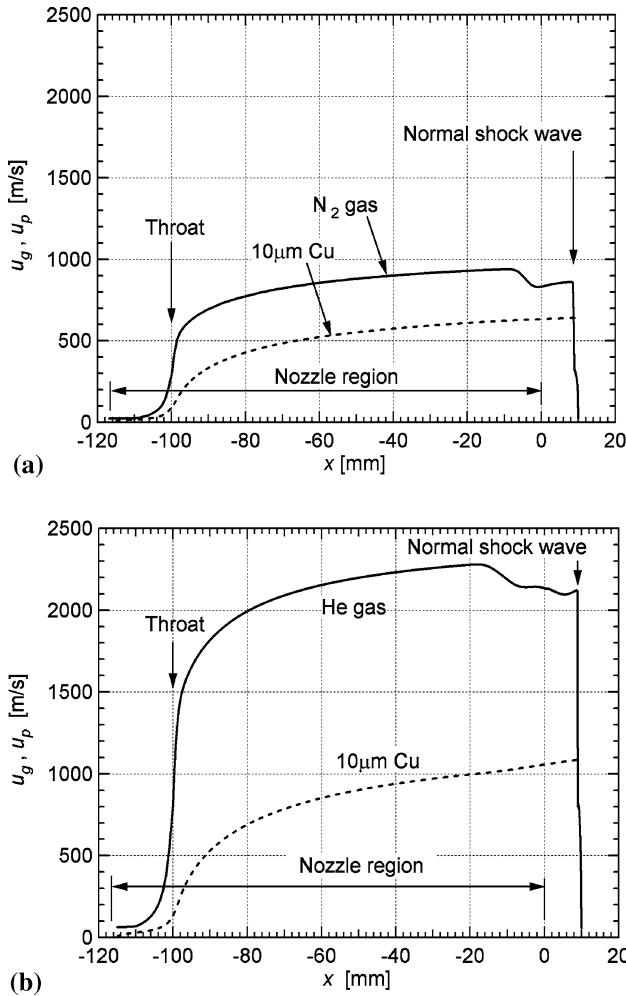 2500
2000
1500
1000
500
0
u_g , u_p [m/s]
Normal shock wave
N₂ gas
Throat
10μm Cu
Nozzle region
-120 -100 -80 -60 -40 -20 0 20
x [mm]
(a)
2500
2000
1500
1000
500
0
u_g , u_p [m/s]
Normal shock wave
He gas
Throat
10μm Cu
Nozzle region
-120 -100 -80 -60 -40 -20 0 20
x [mm]
(b)